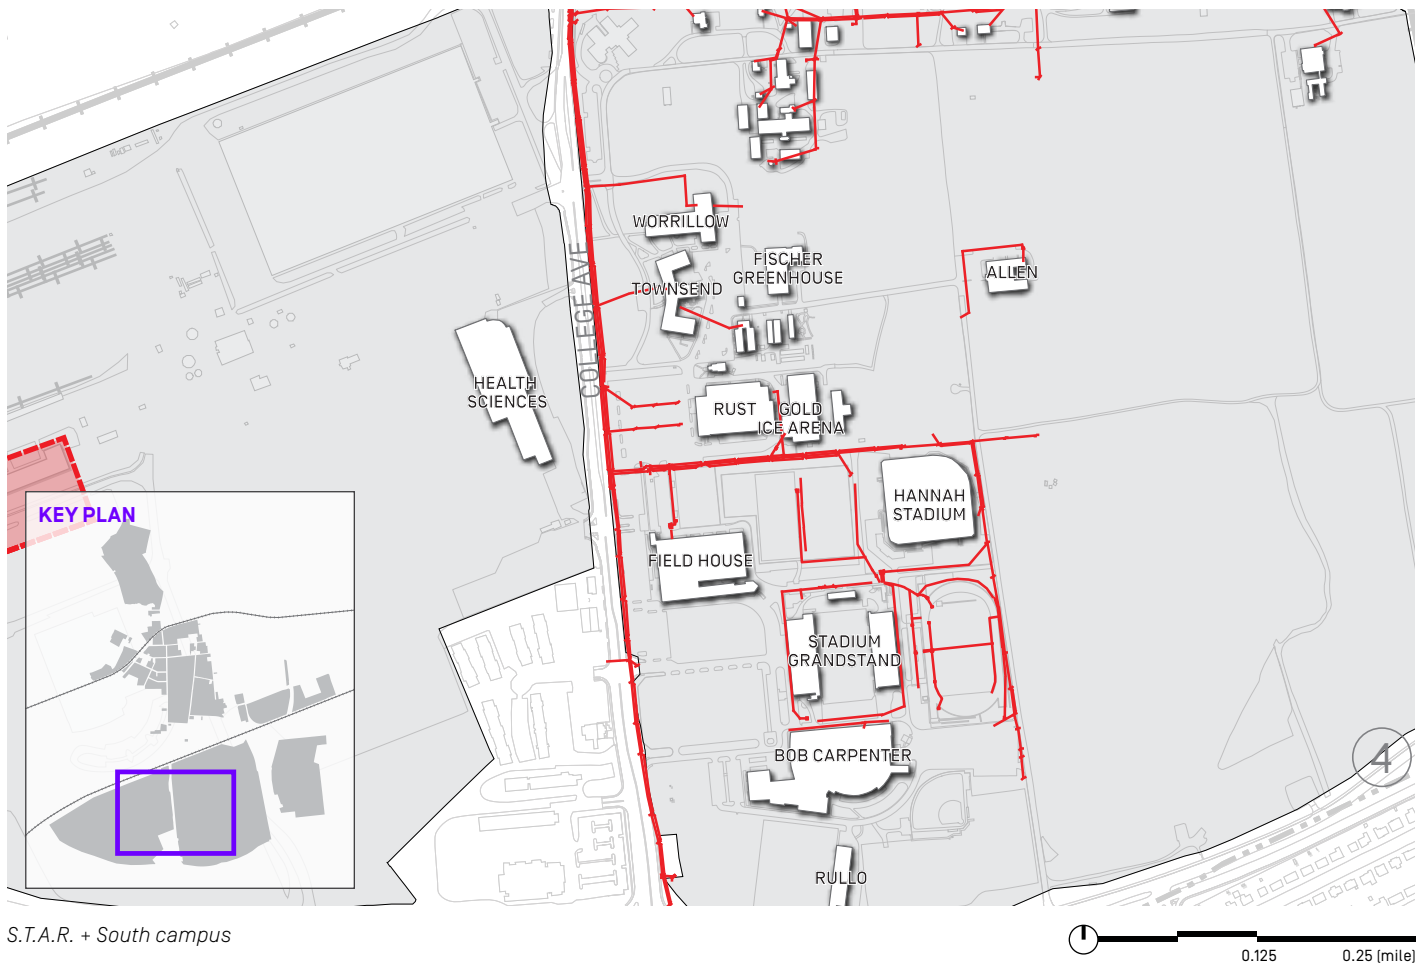 WORRILLOW
FISCHER
GREENHOUSE
TOWNSEND
ALLEN
COLLEGE AVE
HEALTH
SCIENCES
RUST
GOLD
ICE ARENA
HANNAH
STADIUM
KEY PLAN
FIELD HOUSE
STADIUM
GRANDSTAND
BOB CARPENTER
4
RULLO
S.T.A.R. + South campus
0.125
0.25 (mile)